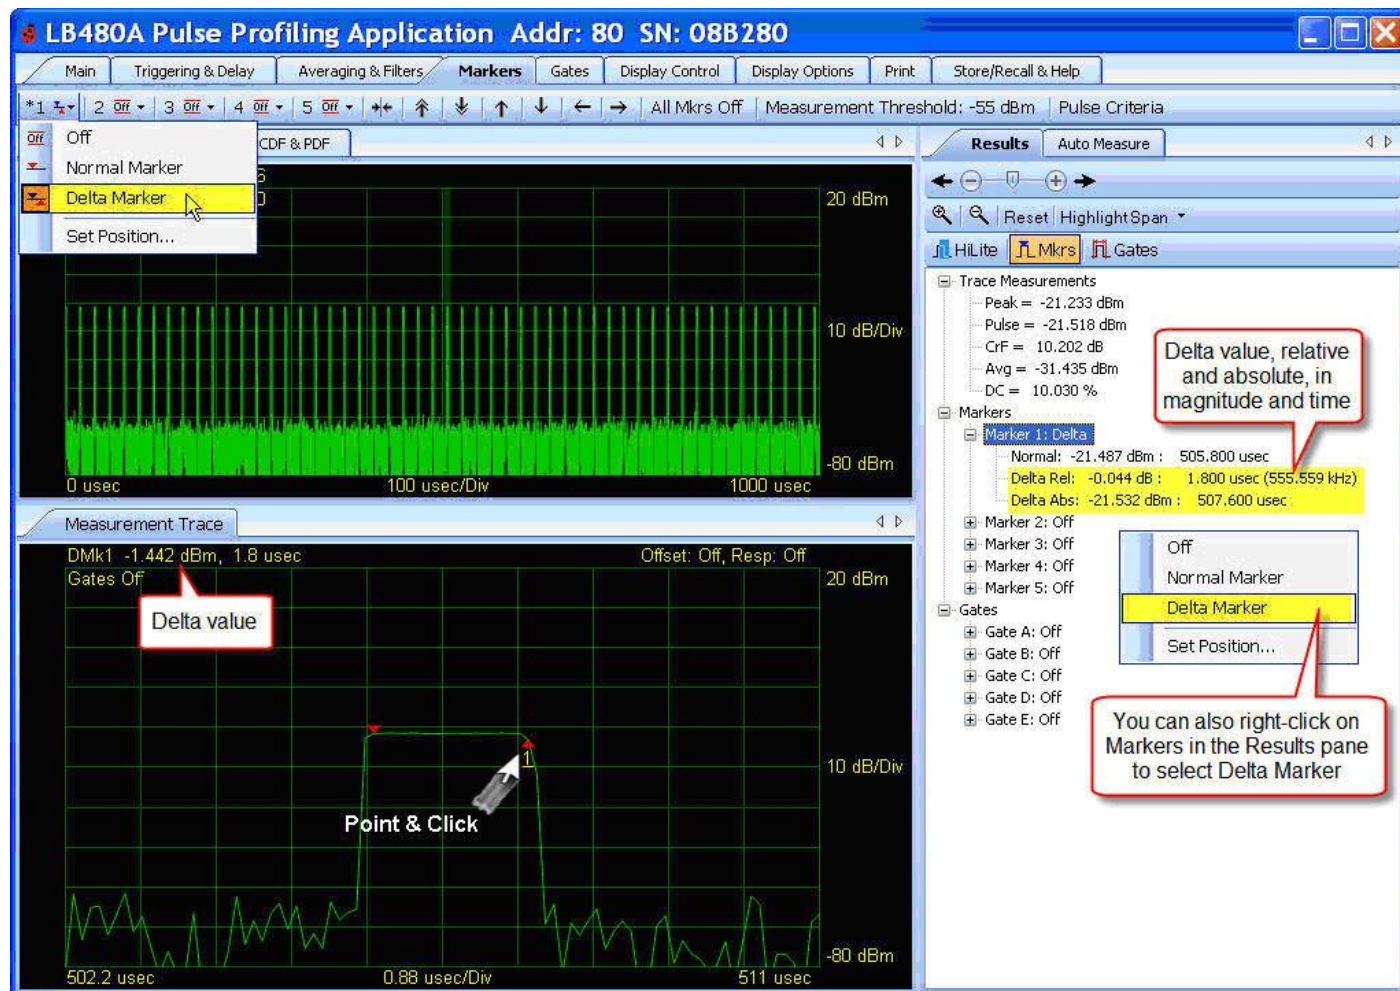 LB480A Pulse Profiling Application Addr: 80 SN: 08B280
Main Triggering & Delay Averaging & Filters Markers Gates Display Control Display Options Print Store/Recall & Help
*1 2 Off 3 Off 4 Off 5 Off All Mkrs Off Measurement Threshold: -55 dBm Pulse Criteria
Off Off
Normal Marker
Delta Marker
Set Position...
CDF & PDF
20 dBm
10 dB/Div
-80 dBm
0 usec 100 usec/Div 1000 usec
Measurement Trace
DMk1 -1.442 dBm, 1.8 usec Offset: Off, Resp: Off
Gates Off
20 dBm
Delta value
1
Point & Click
10 dB/Div
-80 dBm
502.2 usec 0.88 usec/Div 511 usec
Results Auto Measure
Reset Highlight Span
HiLite Mkrs Gates
Trace Measurements
Peak = -21.233 dBm
Pulse = -21.518 dBm
CrF = 10.202 dB
Avg = -31.435 dBm
DC = 10.030 %
Delta value, relative
and absolute, in
magnitude and time
Markers
Marker 1: Delta
Normal: -21.487 dBm : 505.800 usec
Delta Rel: -0.044 dB : 1.800 usec (555.559 kHz)
Delta Abs: -21.532 dBm : 507.600 usec
Marker 2: Off
Marker 3: Off
Marker 4: Off
Marker 5: Off
Gates
Gate A: Off
Gate B: Off
Gate C: Off
Gate D: Off
Gate E: Off
Off
Normal Marker
Delta Marker
Set Position...
You can also right-click on
Markers in the Results pane
to select Delta Marker